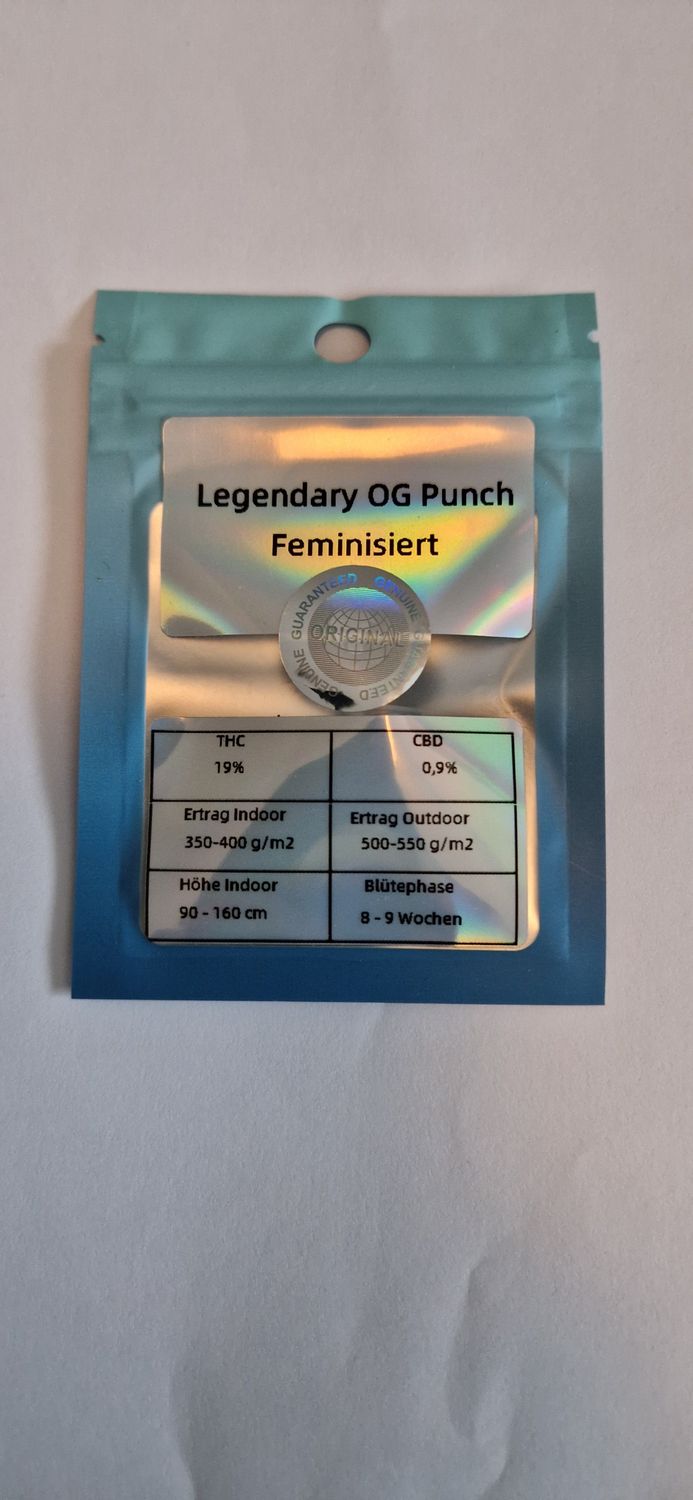 Legendary OG Punch
Feminisiert
GENUINE GUARANTEED GENUINE GUARANTEED
ORIGINAL
THC CBD
19% 0,9%
Ertrag Indoor Ertrag Outdoor
350-400 g/m2 500-550 g/m2
Höhe Indoor Blütephase
90 - 160 cm 8 - 9 Wochen